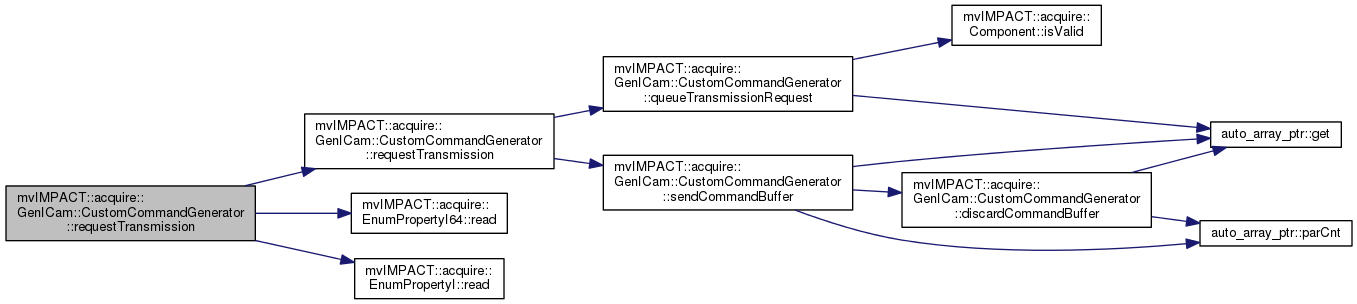 mvIMPACT::acquire::
GenICam::CustomCommandGenerator
::requestTransmission
mvIMPACT::acquire::
GenICam::CustomCommandGenerator
::requestTransmission
mvIMPACT::acquire::
EnumPropertyI64::read
mvIMPACT::acquire::
EnumPropertyI::read
mvIMPACT::acquire::
GenICam::CustomCommandGenerator
::queueTransmissionRequest
mvIMPACT::acquire::
GenICam::CustomCommandGenerator
::sendCommandBuffer
mvIMPACT::acquire::
Component::isValid
mvIMPACT::acquire::
GenICam::CustomCommandGenerator
::discardCommandBuffer
auto_array_ptr::get
auto_array_ptr::parCnt